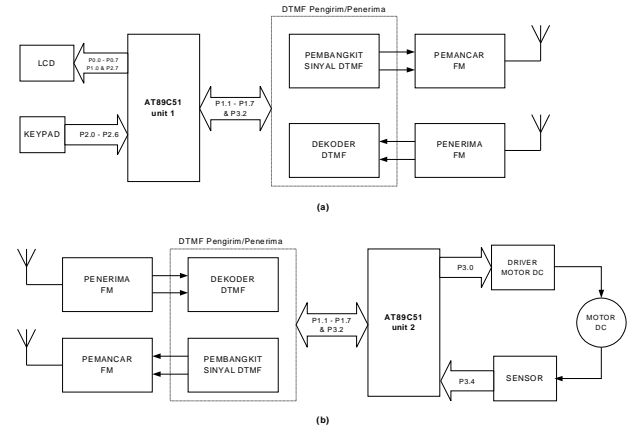 DTMF Pengirim/Penerima
LCD
P0.0 - P0.7
P1.0 & P2.7
KEYPAD
P2.0 - P2.6
AT89C51
unit 1
P1.1 - P1.7
& P3.2
PEMBANGKIT
SINYAL DTMF
PEMANCAR
FM
DEKODER
DTMF
PENERIMA
FM
(a)
DTMF Pengirim/Penerima
PENERIMA
FM
DEKODER
DTMF
PEMANCAR
FM
PEMBANGKIT
SINYAL DTMF
P1.1 - P1.7
& P3.2
AT89C51
unit 2
P3.0
DRIVER
MOTOR DC
MOTOR
DC
P3.4
SENSOR
(b)